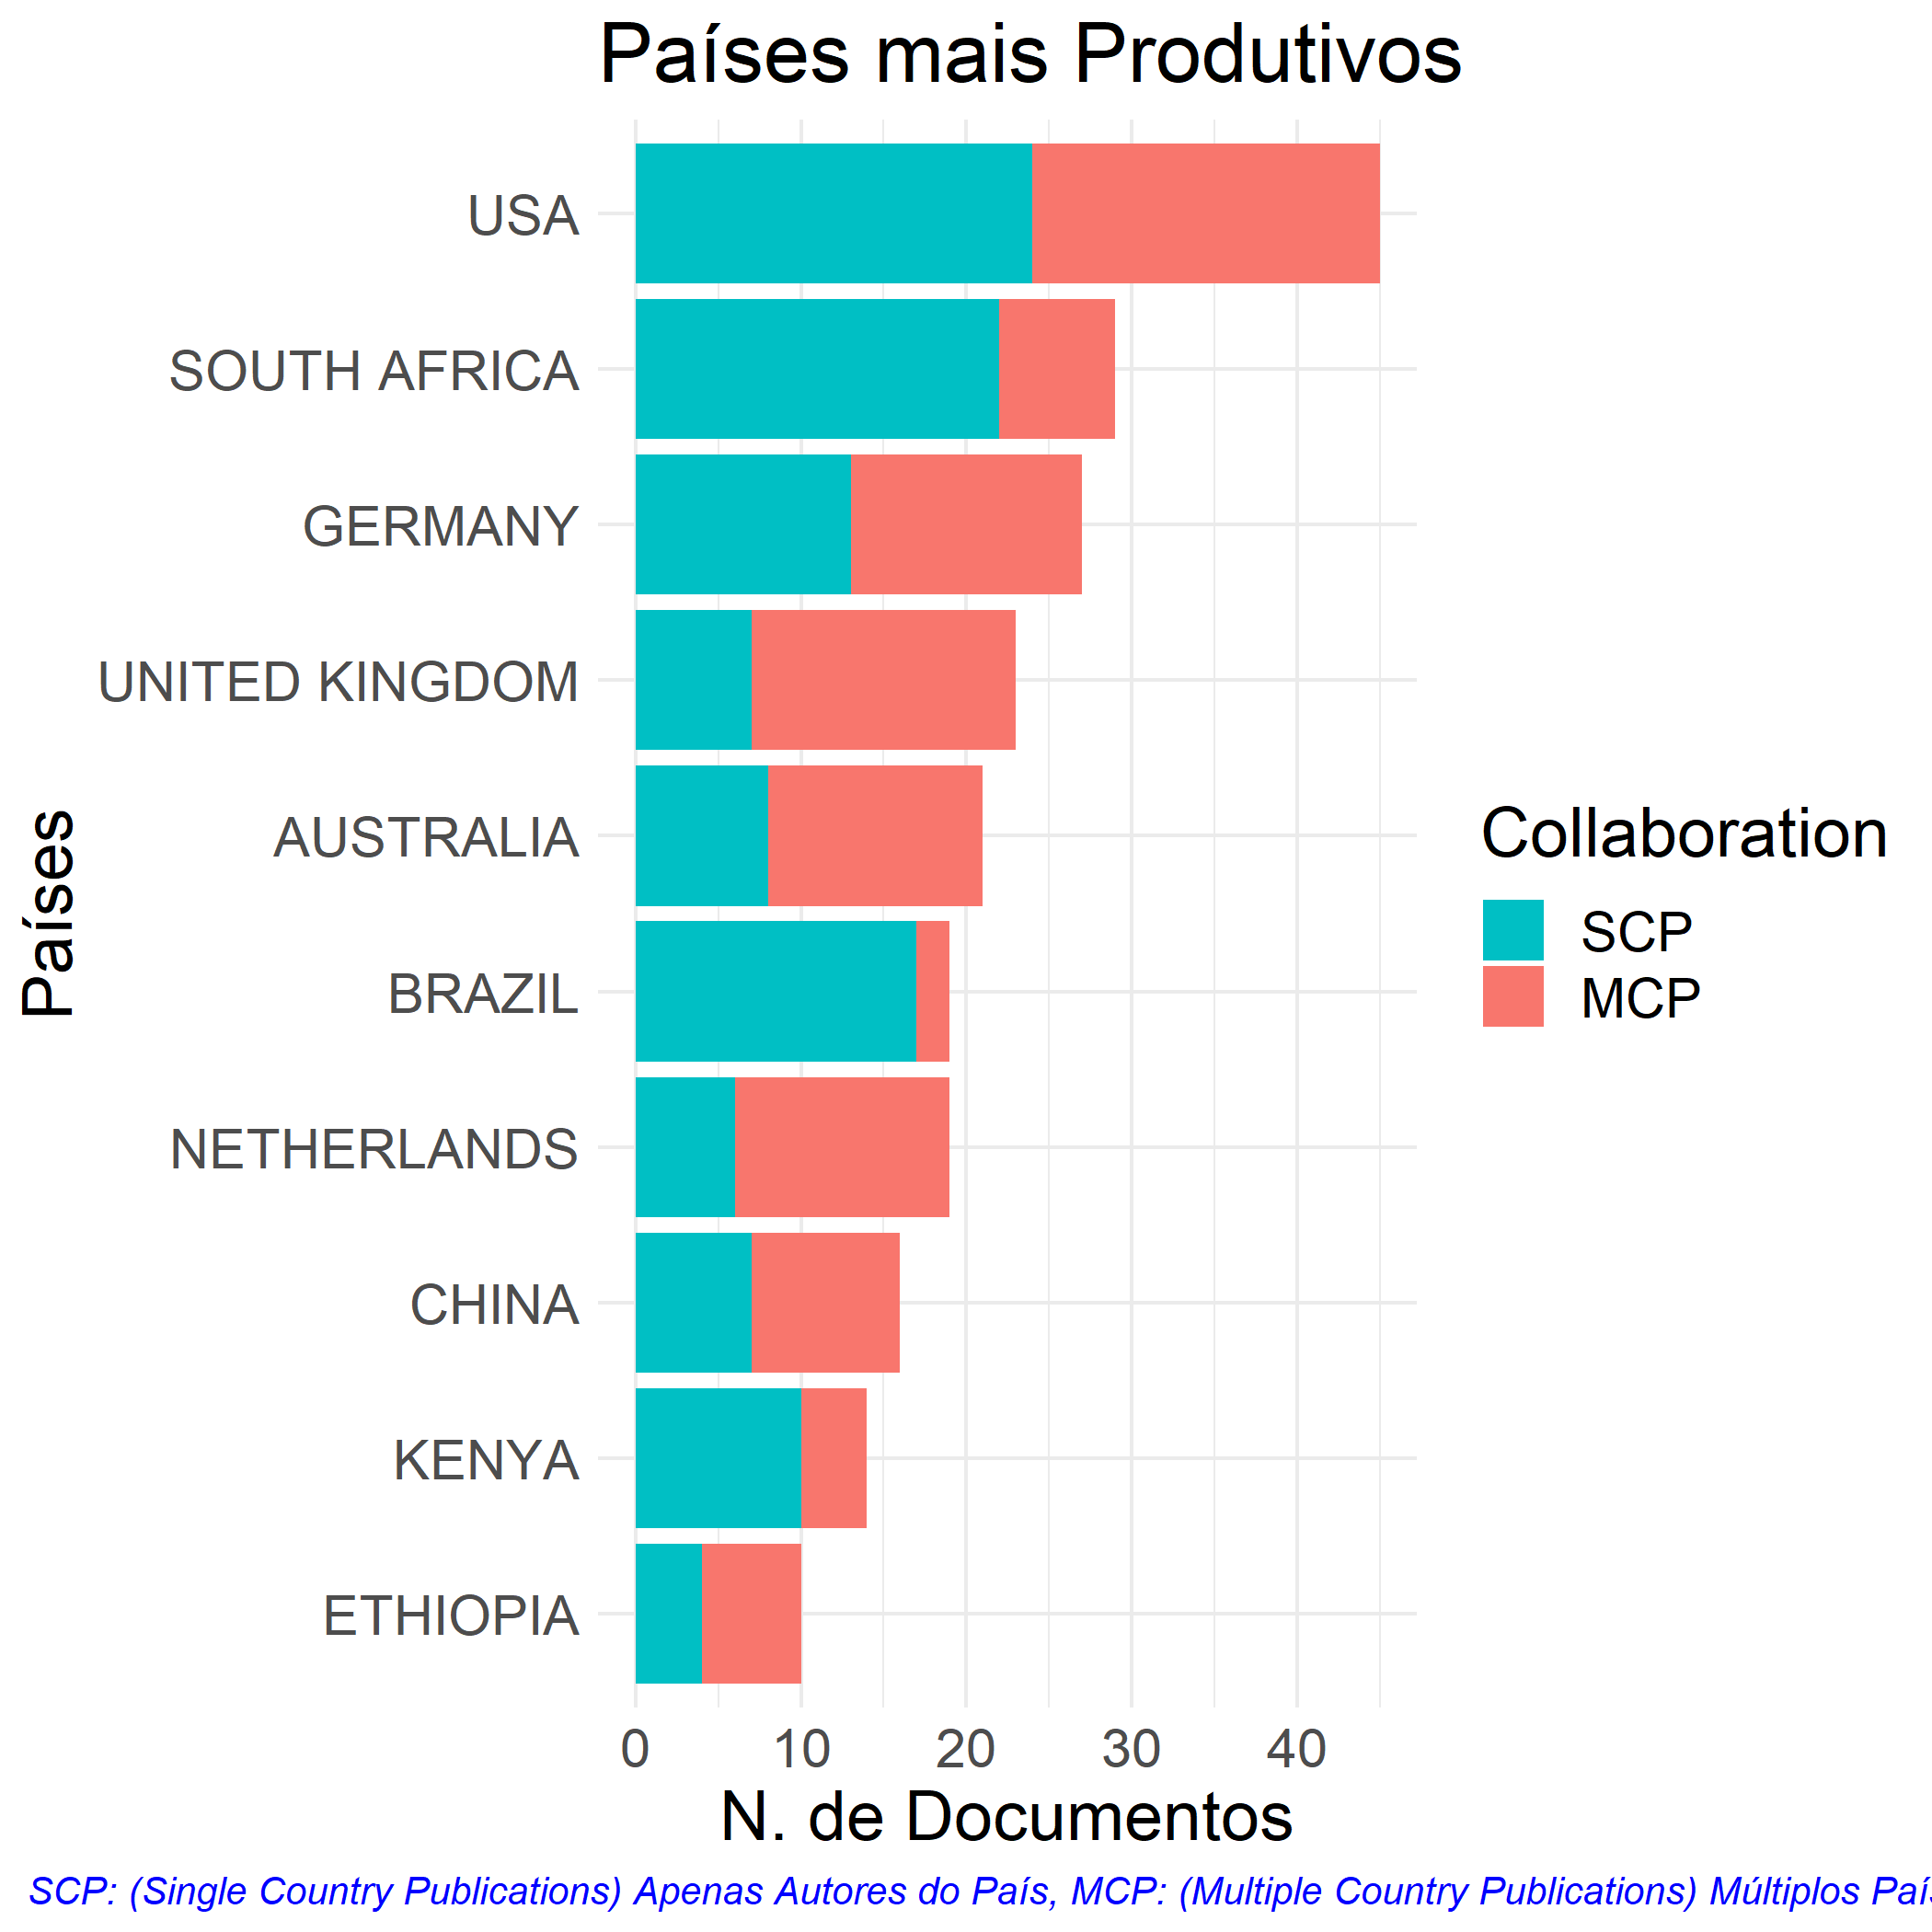 Países mais Produtivos
USA
SOUTH AFRICA
GERMANY
UNITED KINGDOM
AUSTRALIA
BRAZIL
NETHERLANDS
CHINA
KENYA
ETHIOPIA
Países
0 10 20 30 40
N. de Documentos
Collaboration
SCP
MCP
SCP: (Single Country Publications) Apenas Autores do País, MCP: (Multiple Country Publications) Múltiplos